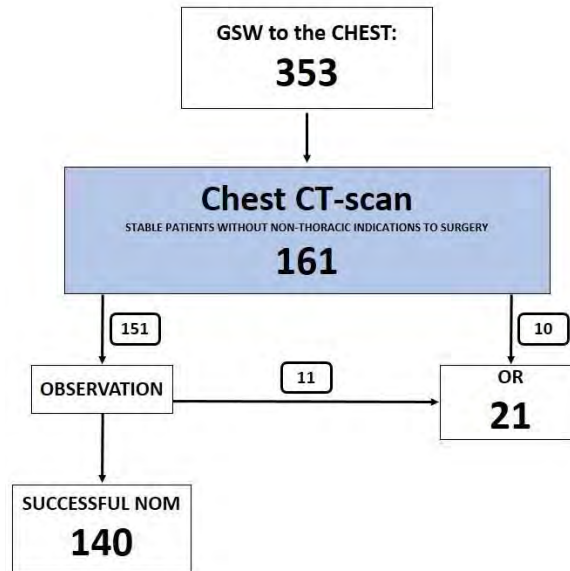 GSW to the CHEST:
353
Chest CT-scan
STABLE PATIENTS WITHOUT NON-THORACIC INDICATIONS TO SURGERY
161
151
10
OBSERVATION
11
OR
21
SUCCESSFUL NOM
140